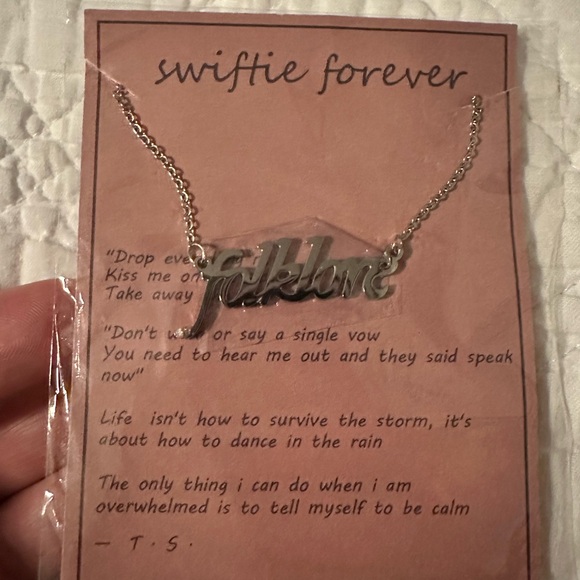 swiftie forever
folklore
"Drop eve
Kiss me on
Take away
"Don't or say a single vow
You need to hear me out and they said speak
now"
Life isn't how to survive the storm, it's
about how to dance in the rain
The only thing i can do when i am
overwhelmed is to tell myself to be calm
— T . S .